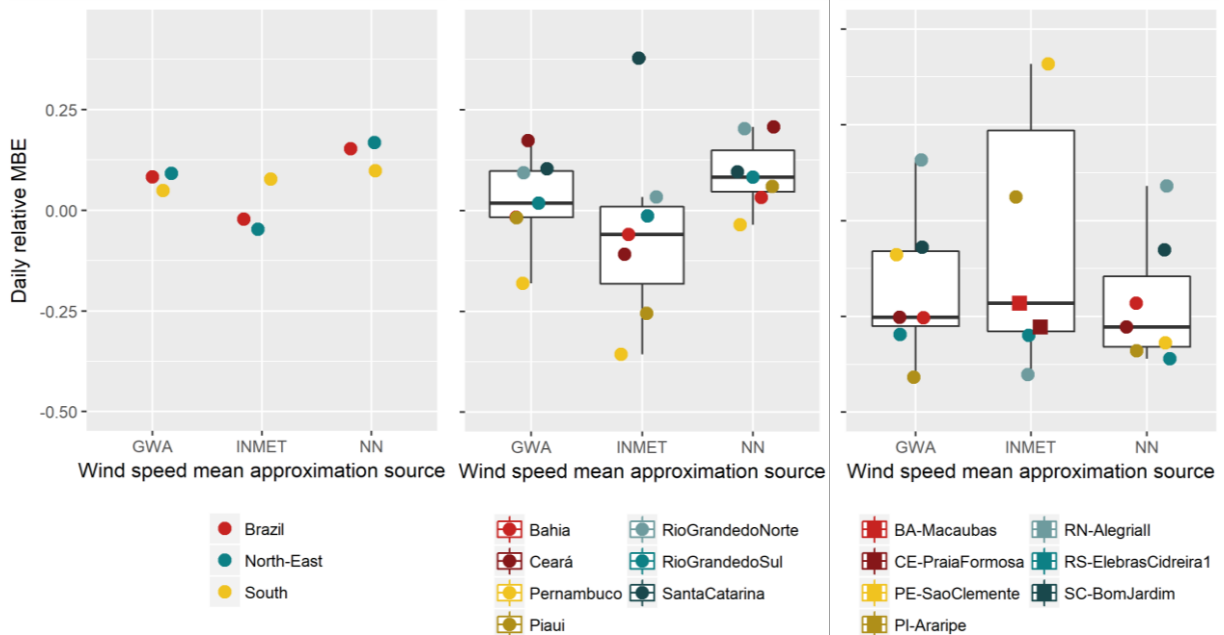 Daily relative MBE
0.25
0.00
-0.25
-0.50
GWA INMET NN
Wind speed mean approximation source
Brazil
North-East
South
GWA INMET NN
Wind speed mean approximation source
Bahia
Ceará
Pernambuco
Piaui
RioGrandedoNorte
RioGrandedoSul
SantaCatarina
GWA INMET NN
Wind speed mean approximation source
BA-Macaubas
CE-PraiaFormosa
PE-SaoClemente
PI-Araripe
RN-AlegriaII
RS-ElebrasCidreira1
SC-BomJardim